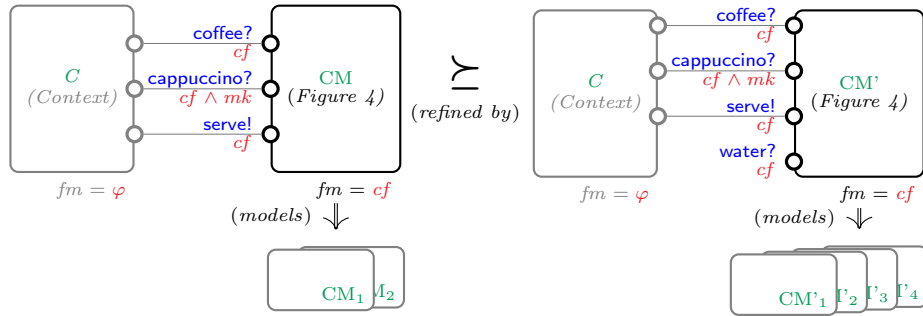 coffee?
cf
cappuccino?
cf ∧ mk
serve!
cf
C
(Context)
CM
(Figure 4)
fm = φ
fm = cf
(models)
CM₁
M₂
⪰
(refined by)
coffee?
cf
cappuccino?
cf ∧ mk
serve!
cf
water?
cf
C
(Context)
CM'
(Figure 4)
fm = φ
fm = cf
(models)
CM'₁
'₂
'₃
'₄